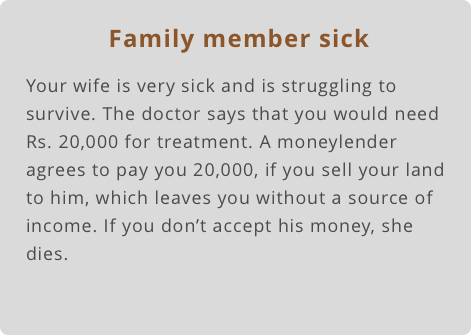 Family member sick
Your wife is very sick and is struggling to
survive. The doctor says that you would need
Rs. 20,000 for treatment. A moneylender
agrees to pay you 20,000, if you sell your land
to him, which leaves you without a source of
income. If you don’t accept his money, she
dies.